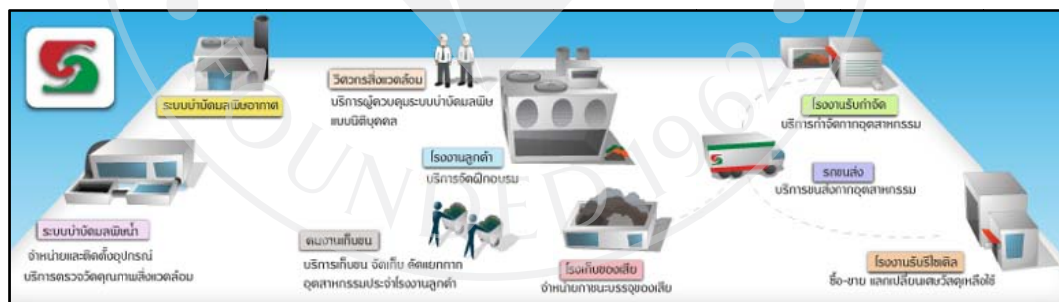 ระบบบำบัดมลพิษอากาศ
วิศวกรสิ่งแวดล้อม
บริการผู้ควบคุมระบบบำบัดมลพิษ
แบบนิติบุคคล
โรงงานรับกำจัด
บริการกำจัดกากอุตสาหกรรม
โรงงานลูกค้า
บริการจัดฝึกอบรม
รถขนส่ง
บริการขนส่งกากอุตสาหกรรม
ระบบบำบัดมลพิษน้ำ
จำหน่ายและติดตั้งอุปกรณ์
บริการตรวจวัดคุณภาพสิ่งแวดล้อม
คนงานเก็บขน
บริการเก็บขน จัดเก็บ คัดแยกกาก
อุตสาหกรรมประจำโรงงานลูกค้า
โรงเก็บของเสีย
จำหน่ายภาชนะบรรจุของเสีย
โรงงานรับรีไซเคิล
ซื้อ-ขาย แลกเปลี่ยนเศษวัสดุเหลือใช้
FOUNDED 1962